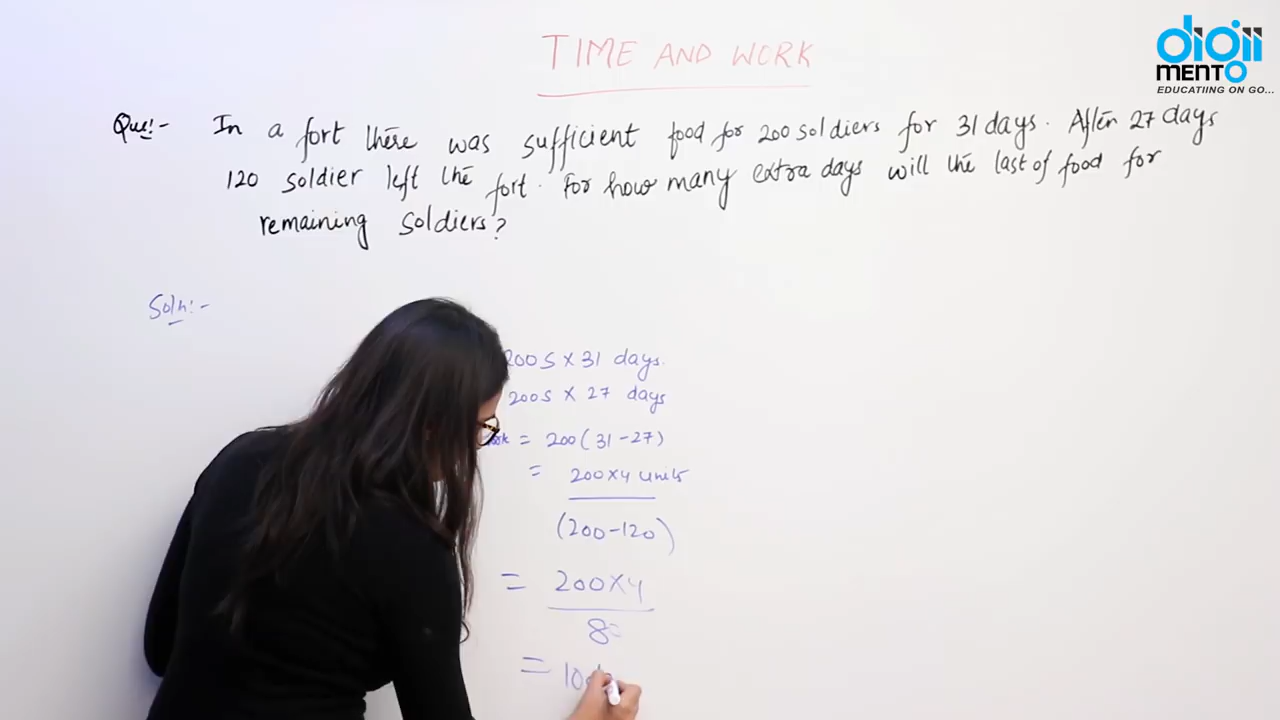 digii
MENTO
EDUCATIING ON GO...
TIME AND WORK
Que:- In a fort there was sufficient food for 200 soldiers for 31 days. After 27 days
120 soldier left the fort. For how many extra days will the last of food for
remaining soldiers?
Soln:-
200S X 31 days.
200S X 27 days
= 200(31-27)
= 200X4 units
(200-120)
= 200X4
8
= 10